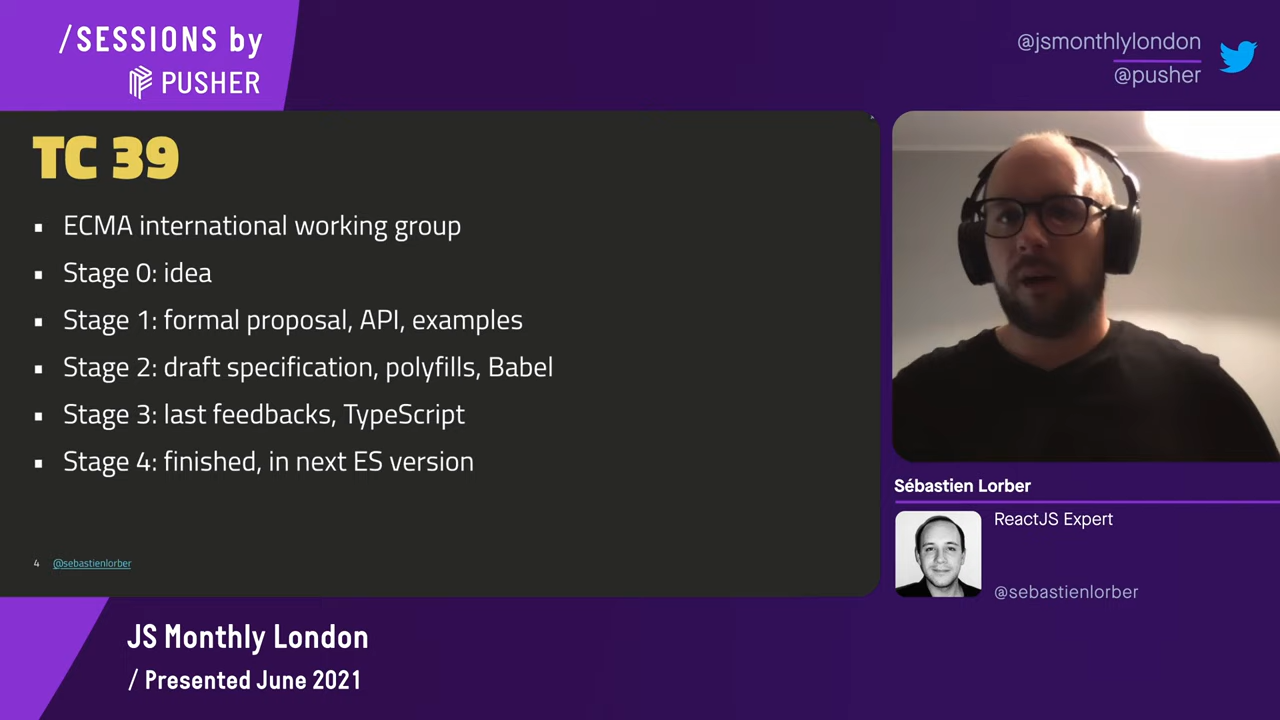 /SESSIONS by
PUSHER
@jsmonthlylondon
@pusher
TC 39
▪ ECMA international working group
▪ Stage 0: idea
▪ Stage 1: formal proposal, API, examples
▪ Stage 2: draft specification, polyfills, Babel
▪ Stage 3: last feedbacks, TypeScript
▪ Stage 4: finished, in next ES version
4 @sebastienlorber
Sébastien Lorber
ReactJS Expert
@sebastienlorber
JS Monthly London
/ Presented June 2021